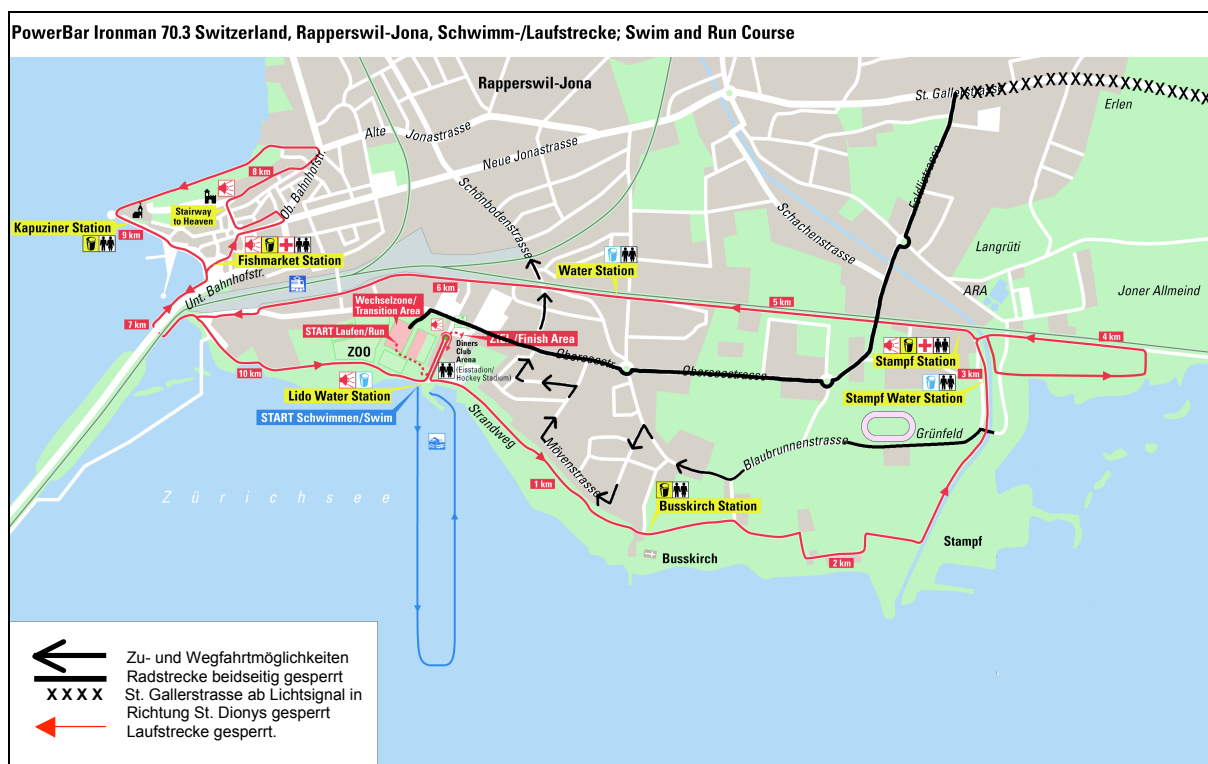 PowerBar Ironman 70.3 Switzerland, Rapperswil-Jona, Schwimm-/Laufstrecke; Swim and Run Course
Rapperswil-Jona
St. Gallerstrasse
XXXXXXXXXXXXXXXXXXX
Erlen
Alte Jonastrasse
Neue Jonastrasse
Schönbodenstrasse
Feldlistrasse
8 km
Ob. Bahnhofstr.
Stairway
to Heaven
Kapuziner Station
9 km
Schachenstrasse
Langrüti
Fishmarket Station
Water Station
Unt. Bahnhofstr.
ARA
Joner Allmeind
6 km
5 km
Wechselzone/
Transition Area
7 km
START Laufen/Run
ZIEL/Finish Area
4 km
ZOO
Diners
Club
Arena
(Eisstadion/
Hockey Stadium)
Oberseestr.
Oberseestrasse
Stampf Station
3 km
10 km
Lido Water Station
Stampf Water Station
START Schwimmen/Swim
Strandweg
Grünfeld
Blaubrunnenstrasse
Mövenstrasse
Zürichsee
1 km
Busskirch Station
Stampf
Busskirch
2 km
Zu- und Wegfahrtmöglichkeiten
Radstrecke beidseitig gesperrt
X X X X St. Gallerstrasse ab Lichtsignal in
Richtung St. Dionys gesperrt
Laufstrecke gesperrt.